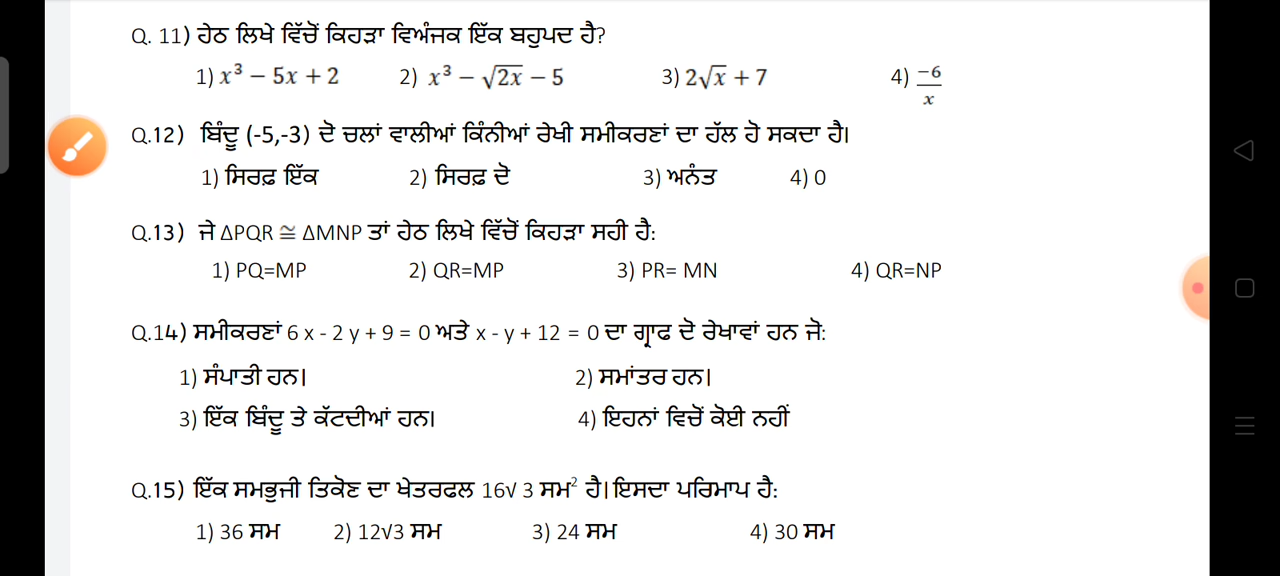 Q. 11) ਹੇਠ ਲਿਖੇ ਵਿੱਚੋਂ ਕਿਹੜਾ ਵਿਅੰਜਕ ਇੱਕ ਬਹੁਪਦ ਹੈ?
1) x³ − 5x + 2 2) x³ − √2x − 5 3) 2√x + 7 4) −6/x
Q.12) ਬਿੰਦੂ (-5,-3) ਦੋ ਚਲਾਂ ਵਾਲੀਆਂ ਕਿੰਨੀਆਂ ਰੇਖੀ ਸਮੀਕਰਣਾਂ ਦਾ ਹੱਲ ਹੋ ਸਕਦਾ ਹੈ।
1) ਸਿਰਫ਼ ਇੱਕ 2) ਸਿਰਫ਼ ਦੋ 3) ਅਨੰਤ 4) 0
Q.13) ਜੇ ΔPQR ≅ ΔMNP ਤਾਂ ਹੇਠ ਲਿਖੇ ਵਿੱਚੋਂ ਕਿਹੜਾ ਸਹੀ ਹੈ:
1) PQ=MP 2) QR=MP 3) PR= MN 4) QR=NP
Q.14) ਸਮੀਕਰਣਾਂ 6 x - 2 y + 9 = 0 ਅਤੇ x - y + 12 = 0 ਦਾ ਗ੍ਰਾਫ ਦੋ ਰੇਖਾਵਾਂ ਹਨ ਜੋ:
1) ਸੰਪਾਤੀ ਹਨ। 2) ਸਮਾਂਤਰ ਹਨ।
3) ਇੱਕ ਬਿੰਦੂ ਤੇ ਕੱਟਦੀਆਂ ਹਨ। 4) ਇਹਨਾਂ ਵਿਚੋਂ ਕੋਈ ਨਹੀਂ
Q.15) ਇੱਕ ਸਮਭੁਜੀ ਤਿਕੋਣ ਦਾ ਖੇਤਰਫਲ 16√ 3 ਸਮ² ਹੈ। ਇਸਦਾ ਪਰਿਮਾਪ ਹੈ:
1) 36 ਸਮ 2) 12√3 ਸਮ 3) 24 ਸਮ 4) 30 ਸਮ